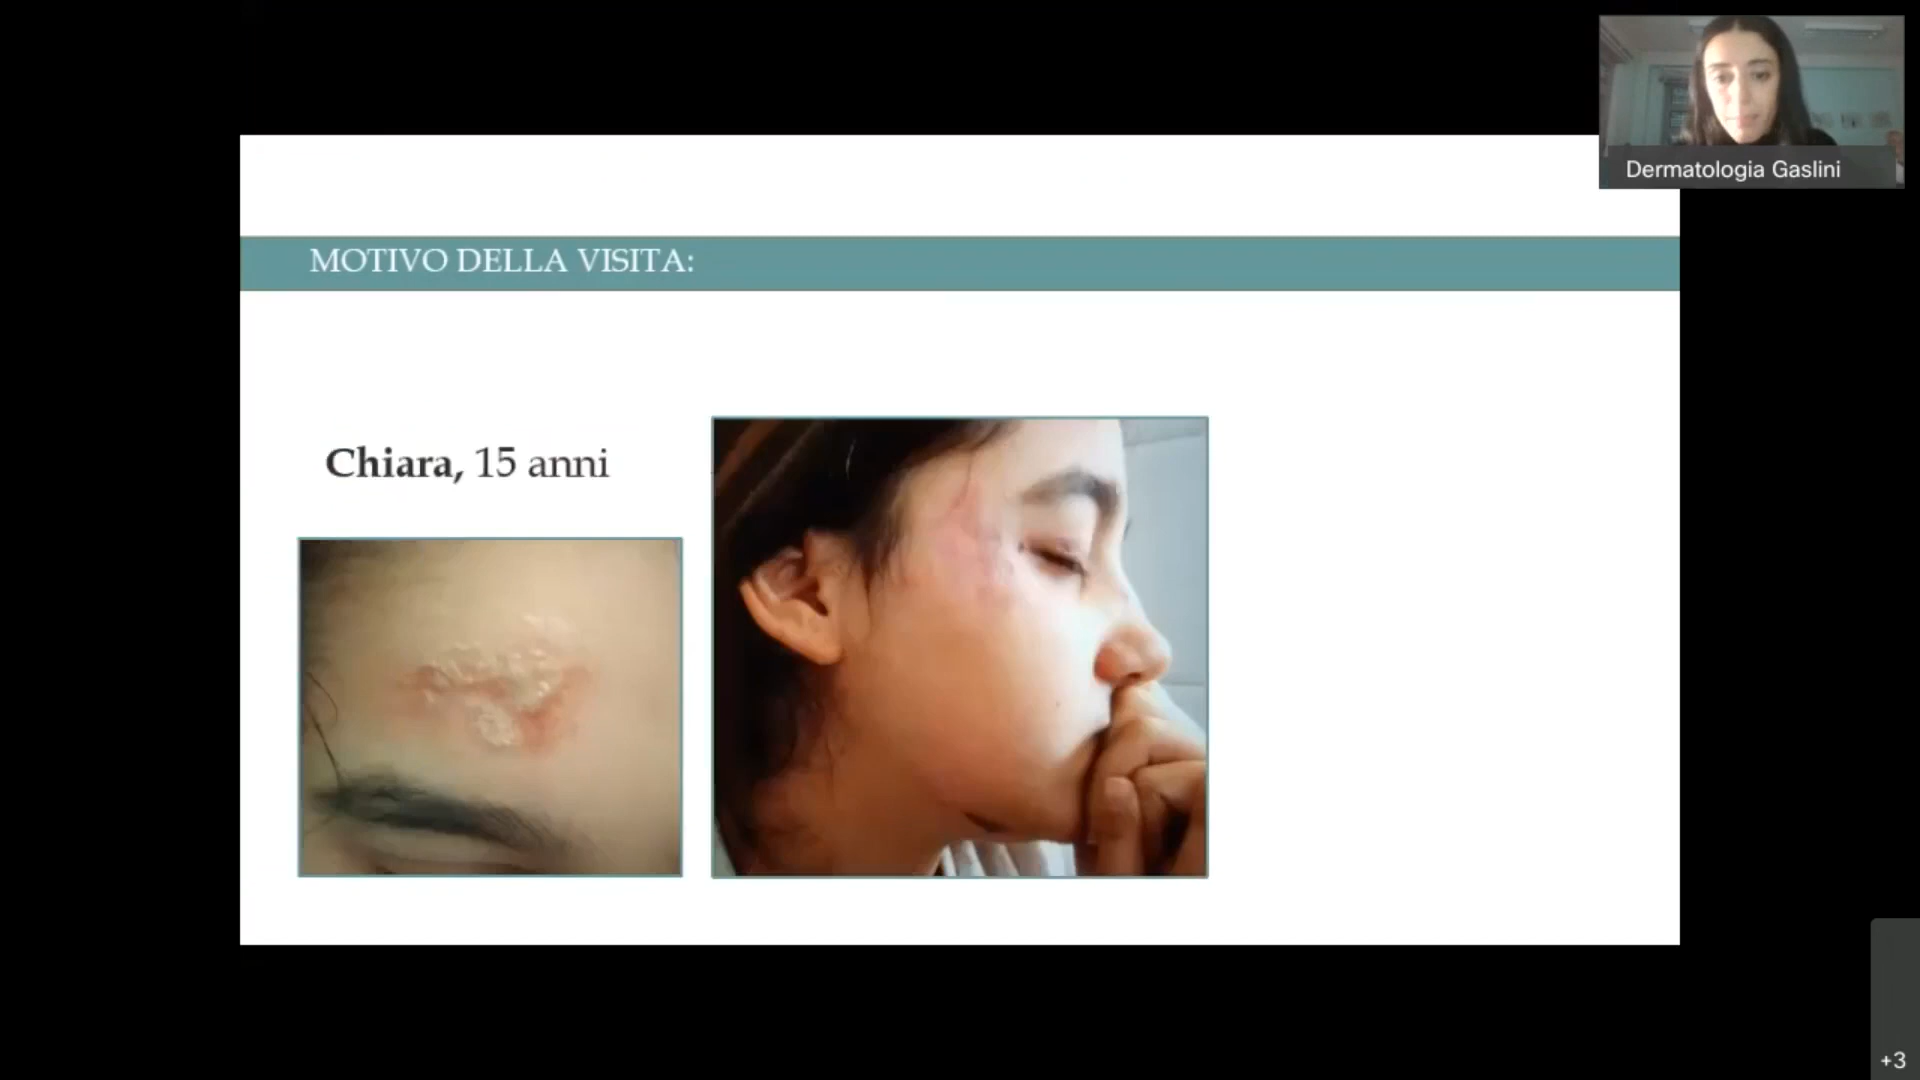 Dermatologia Gaslini
MOTIVO DELLA VISITA:
Chiara, 15 anni
+3